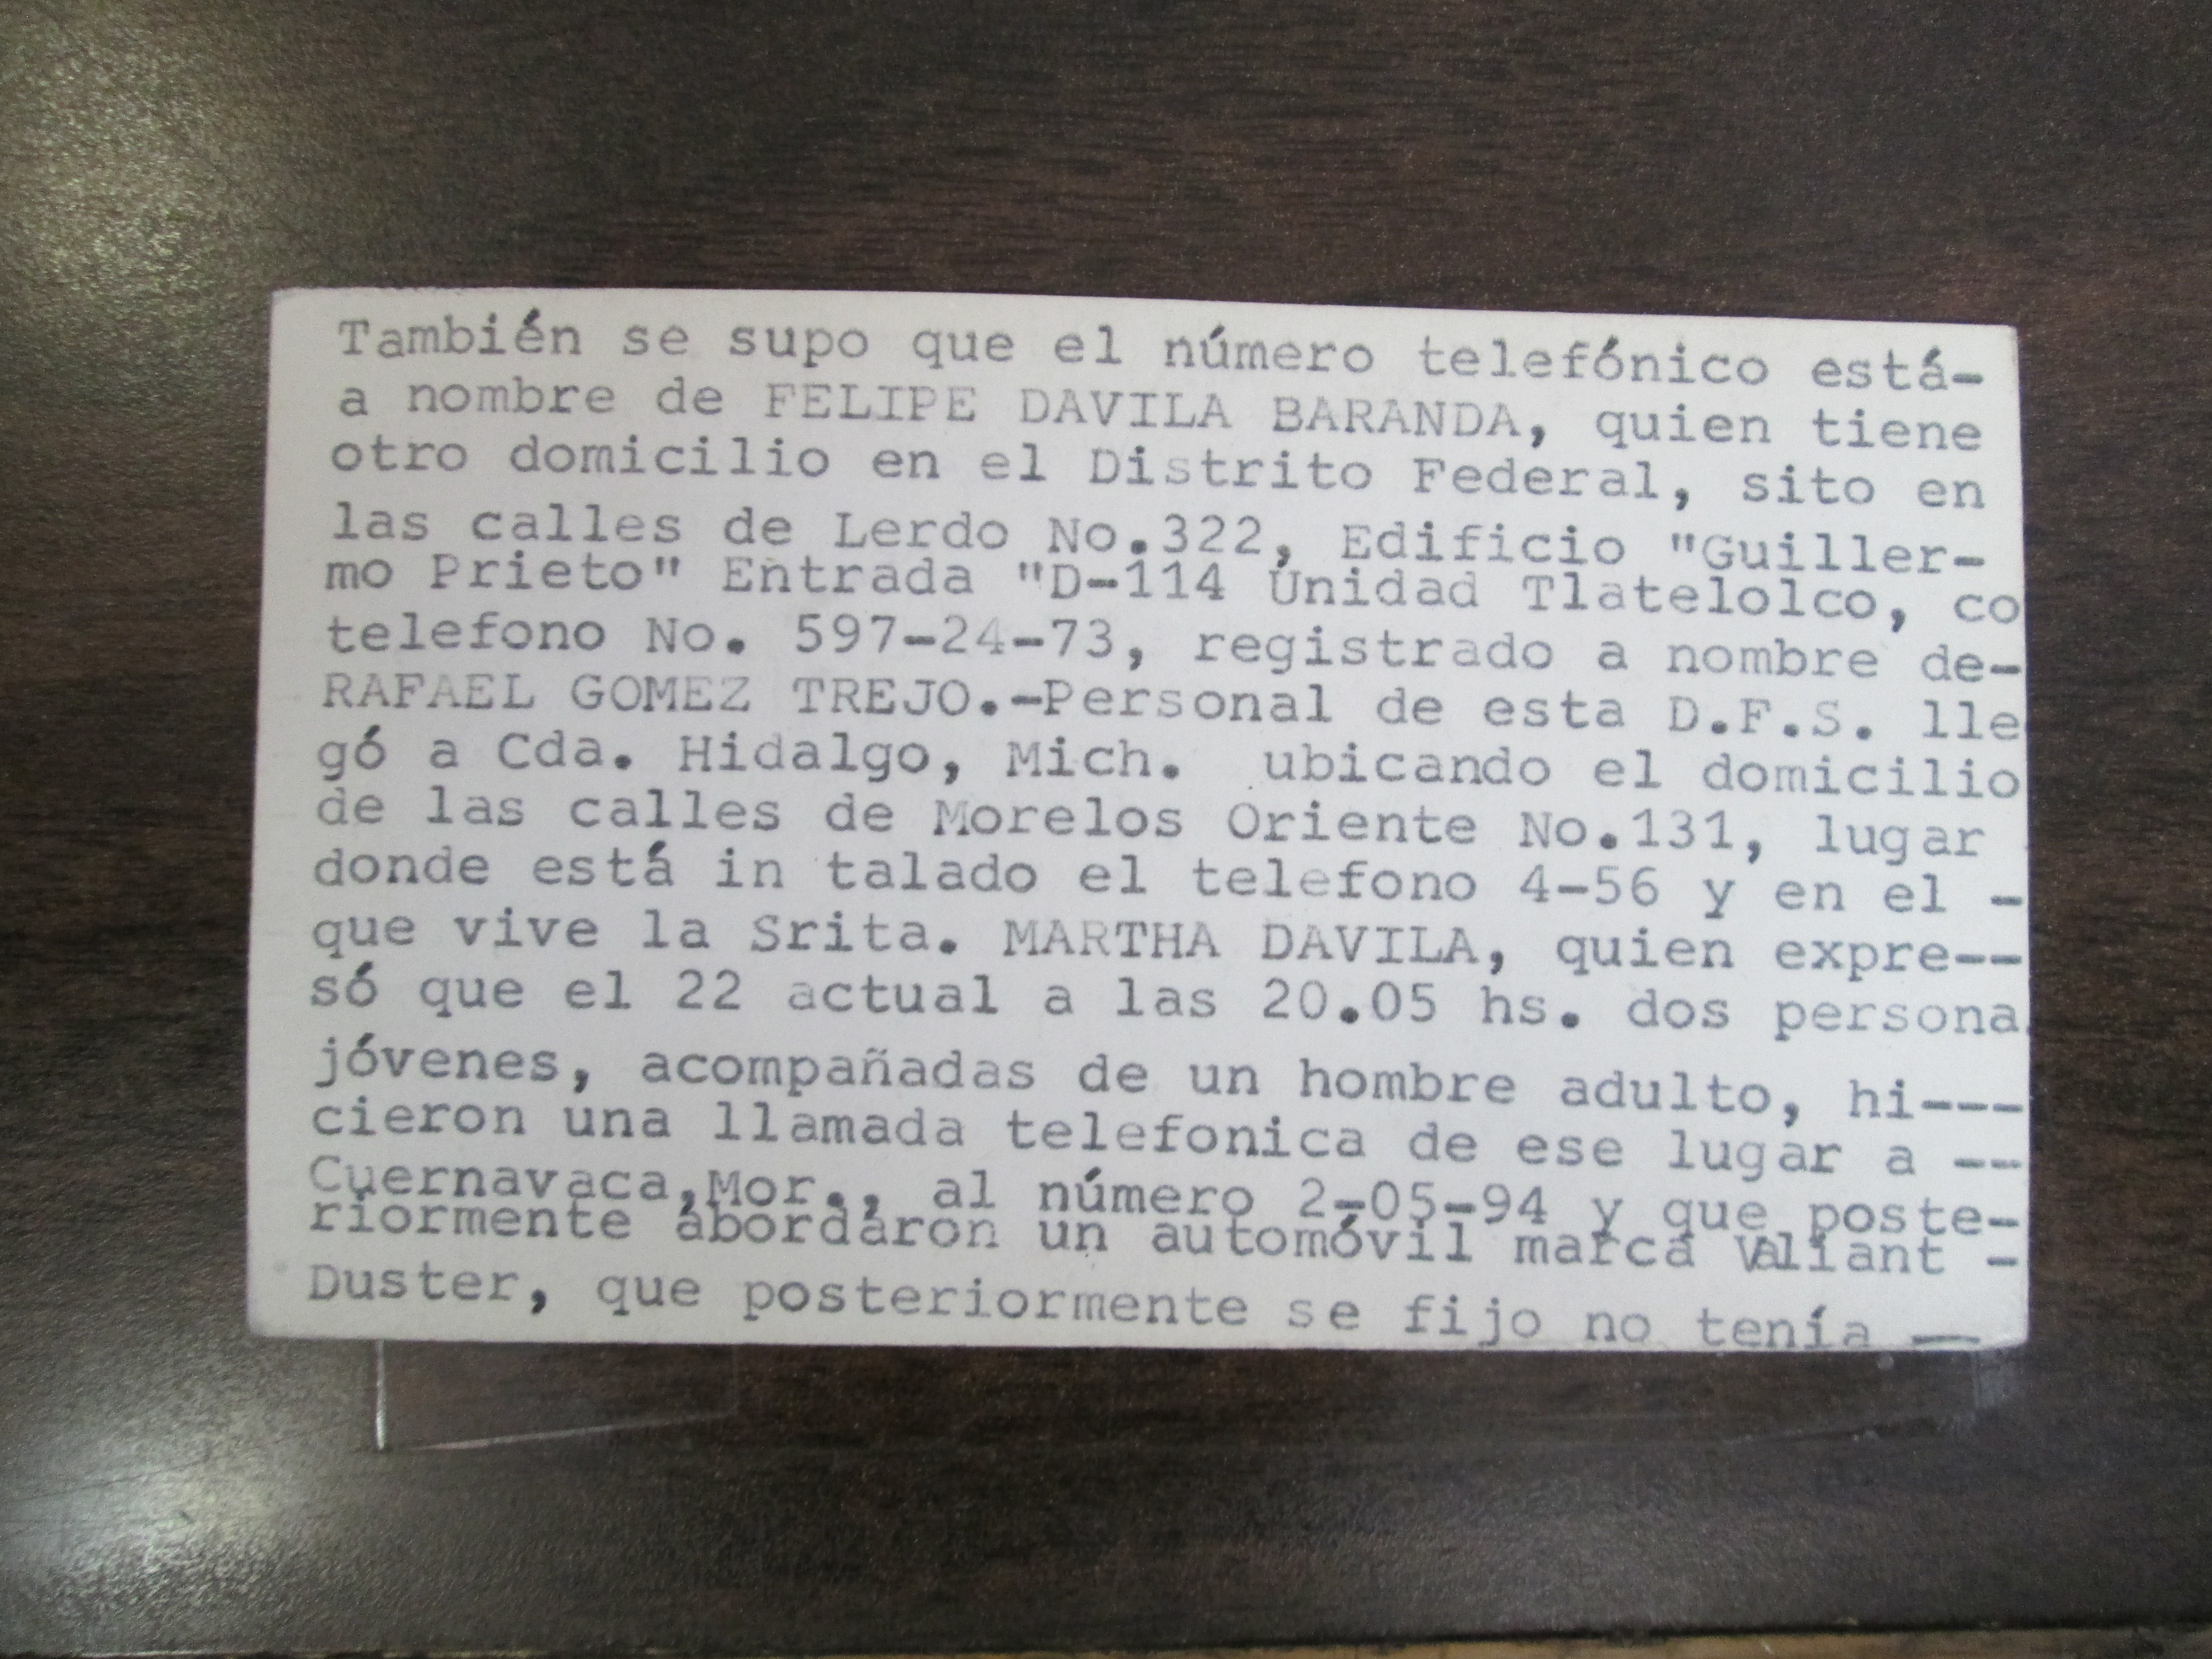 También se supo que el número telefónico está-
a nombre de FELIPE DAVILA BARANDA, quien tiene
otro domicilio en el Distrito Federal, sito en
las calles de Lerdo No.322, Edificio "Guiller-
mo Prieto" Entrada "D-114 Unidad Tlatelolco, co
telefono No. 597-24-73, registrado a nombre de-
RAFAEL GOMEZ TREJO.-Personal de esta D.F.S. lle
gó a Cda. Hidalgo, Mich. ubicando el domicilio
de las calles de Morelos Oriente No.131, lugar
donde está in talado el telefono 4-56 y en el -
que vive la Srita. MARTHA DAVILA, quien expre--
só que el 22 actual a las 20.05 hs. dos persona
jóvenes, acompañadas de un hombre adulto, hi---
cieron una llamada telefonica de ese lugar a --
Cuernavaca,Mor., al número 2-05-94 y que poste-
riormente abordaron un automóvil marca Valiant -
Duster, que posteriormente se fijo no tenía —